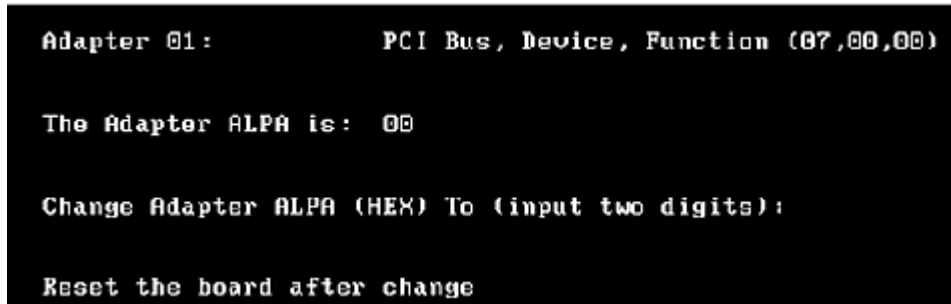 Adapter 01: PCI Bus, Device, Function (07,00,00)
The Adapter ALPA is: 00
Change Adapter ALPA (HEX) To (input two digits):
Reset the board after change